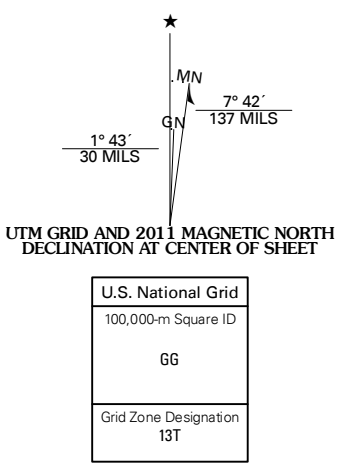 ★
MN
GN
7° 42´
137 MILS
1° 43´
30 MILS
UTM GRID AND 2011 MAGNETIC NORTH
DECLINATION AT CENTER OF SHEET
U.S. National Grid
100,000-m Square ID
GG
Grid Zone Designation
13T